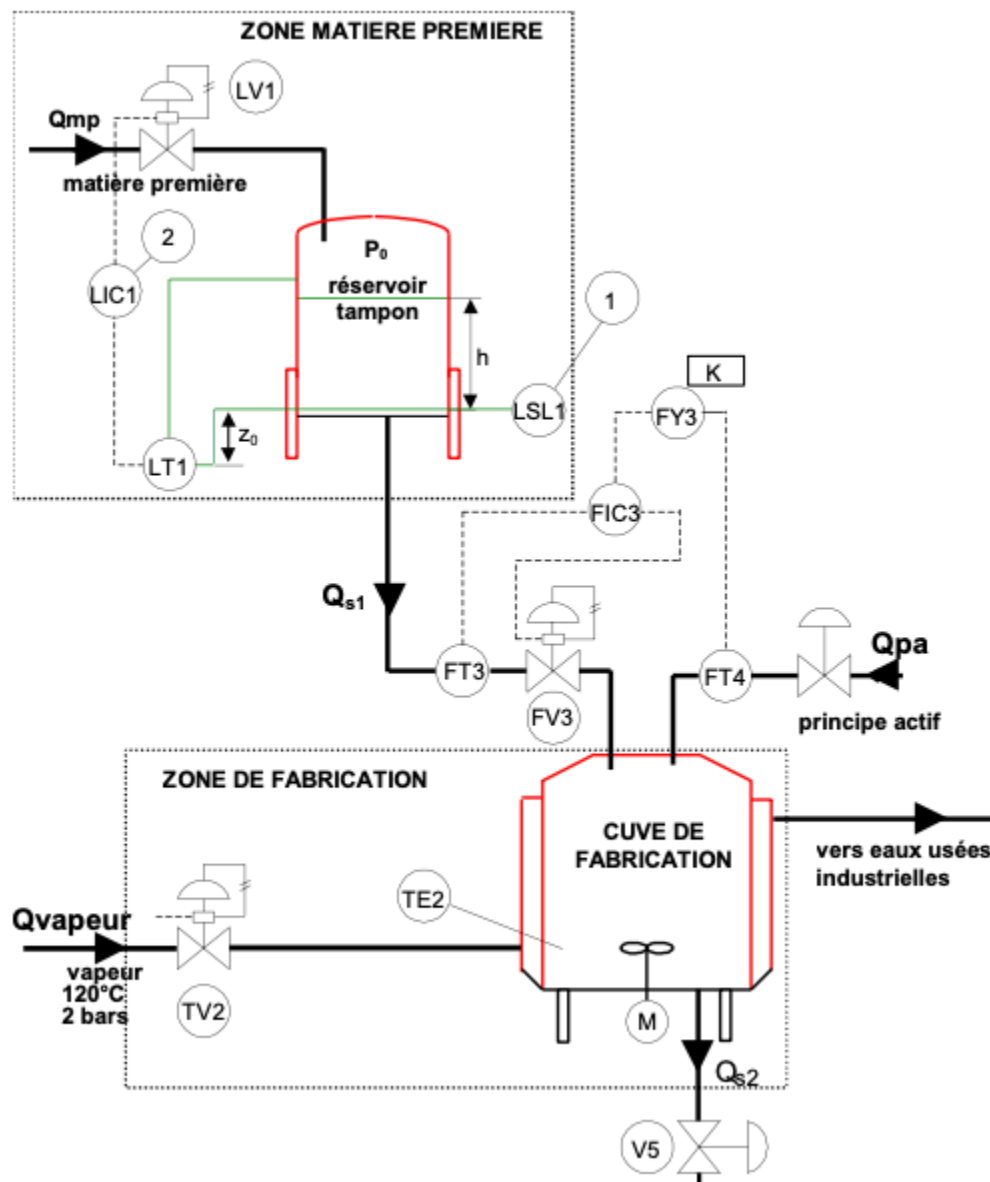 ZONE MATIERE PREMIERE
LV1
Qmp
matière première
2
P₀
réservoir
tampon
LIC1
1
h
K
LSL1
FY3
z₀
LT1
FIC3
Qs1
Qpa
FT3
FT4
FV3
principe actif
ZONE DE FABRICATION
CUVE DE
FABRICATION
vers eaux usées
industrielles
TE2
Qvapeur
vapeur
120°C
2 bars
TV2
M
Qs2
V5